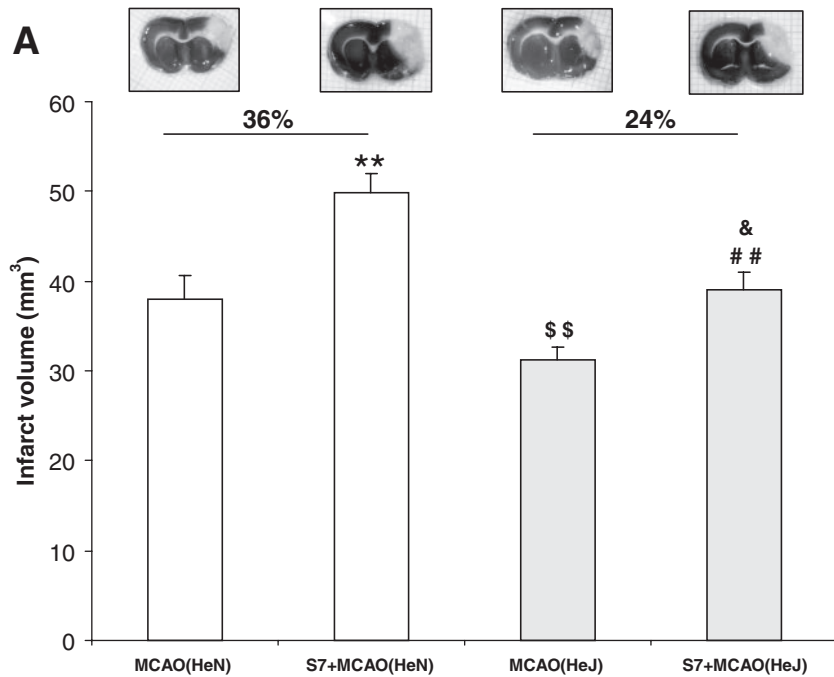 A
36%
24%
60
50
40
30
20
10
0
Infarct volume (mm³)
**
$ $
&
# #
MCAO(HeN)
S7+MCAO(HeN)
MCAO(HeJ)
S7+MCAO(HeJ)